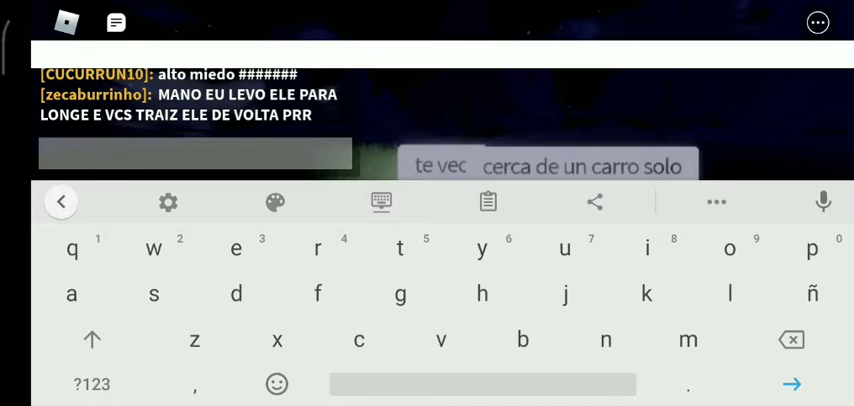 [CUCURRUN10]: alto miedo #######
[zecaburrinho]: MANO EU LEVO ELE PARA
LONGE E VCS TRAIZ ELE DE VOLTA PRR
te vec cerca de un carro solo
q 1 w 2 e 3 r 4 t 5 y 6 u 7 i 8 o 9 p 0
a s d f g h j k l ñ
z x c v b n m
?123 , .